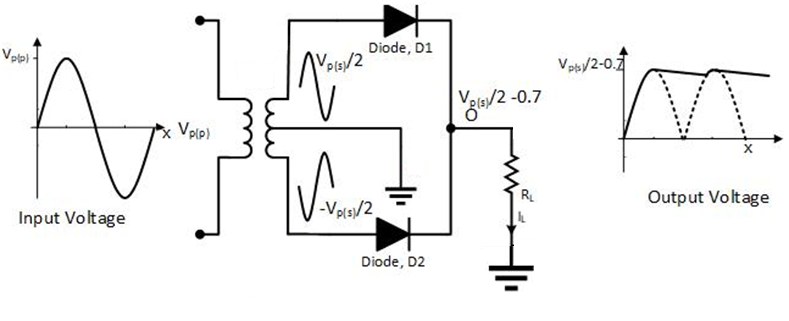 Vp(p)
X
Input Voltage
Vp(p)
Diode, D1
Vp(s)/2
-Vp(s)/2
Diode, D2
Vp(s)/2 -0.7
O
RL
IL
Vp(s)/2-0.7
X
Output Voltage